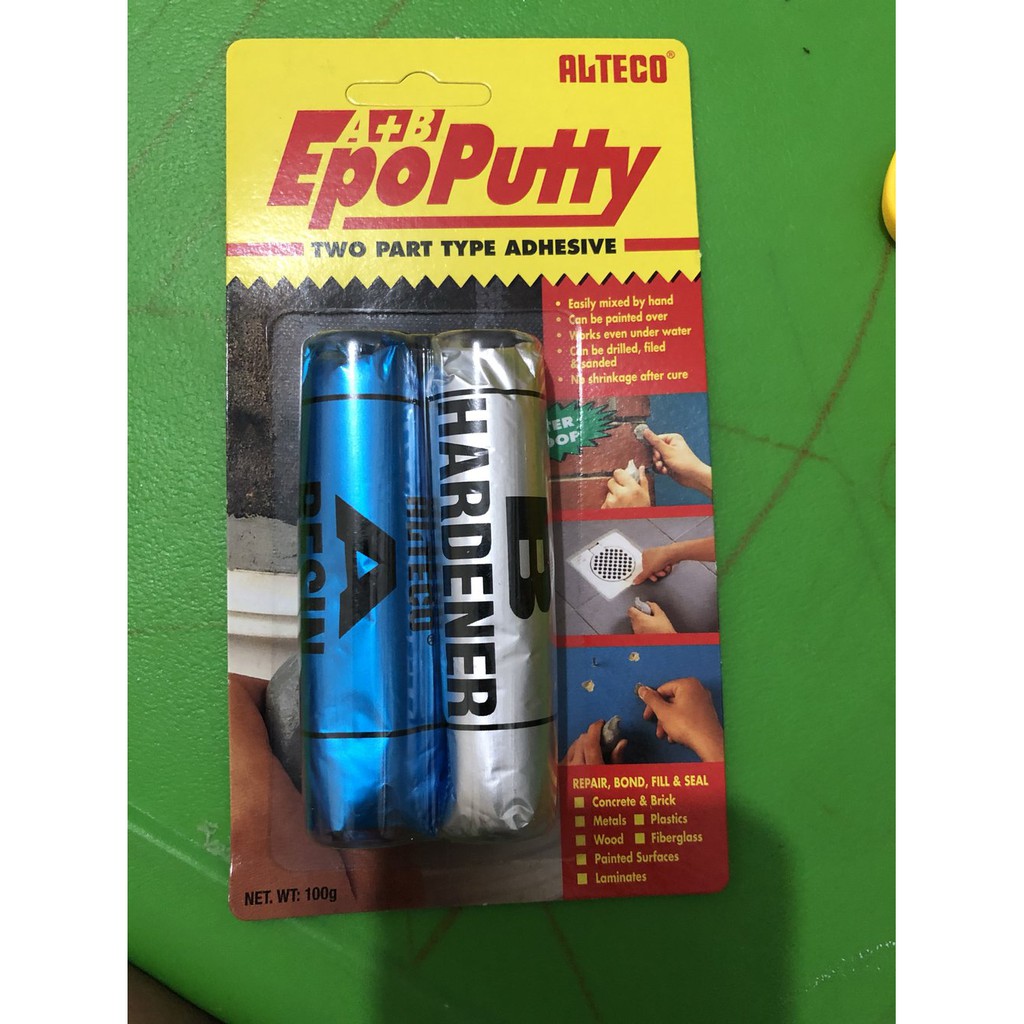 ALTECO®
A+B
EpoPutty
TWO PART TYPE ADHESIVE
• Easily mixed by hand
• Can be painted over
• Works even under water
• Can be drilled, filed
& sanded
• No shrinkage after cure
A
RESIN
ALTECO®
B
HARDENER
REPAIR, BOND, FILL & SEAL
Concrete & Brick
Metals Plastics
Wood Fiberglass
Painted Surfaces
Laminates
NET. WT: 100g